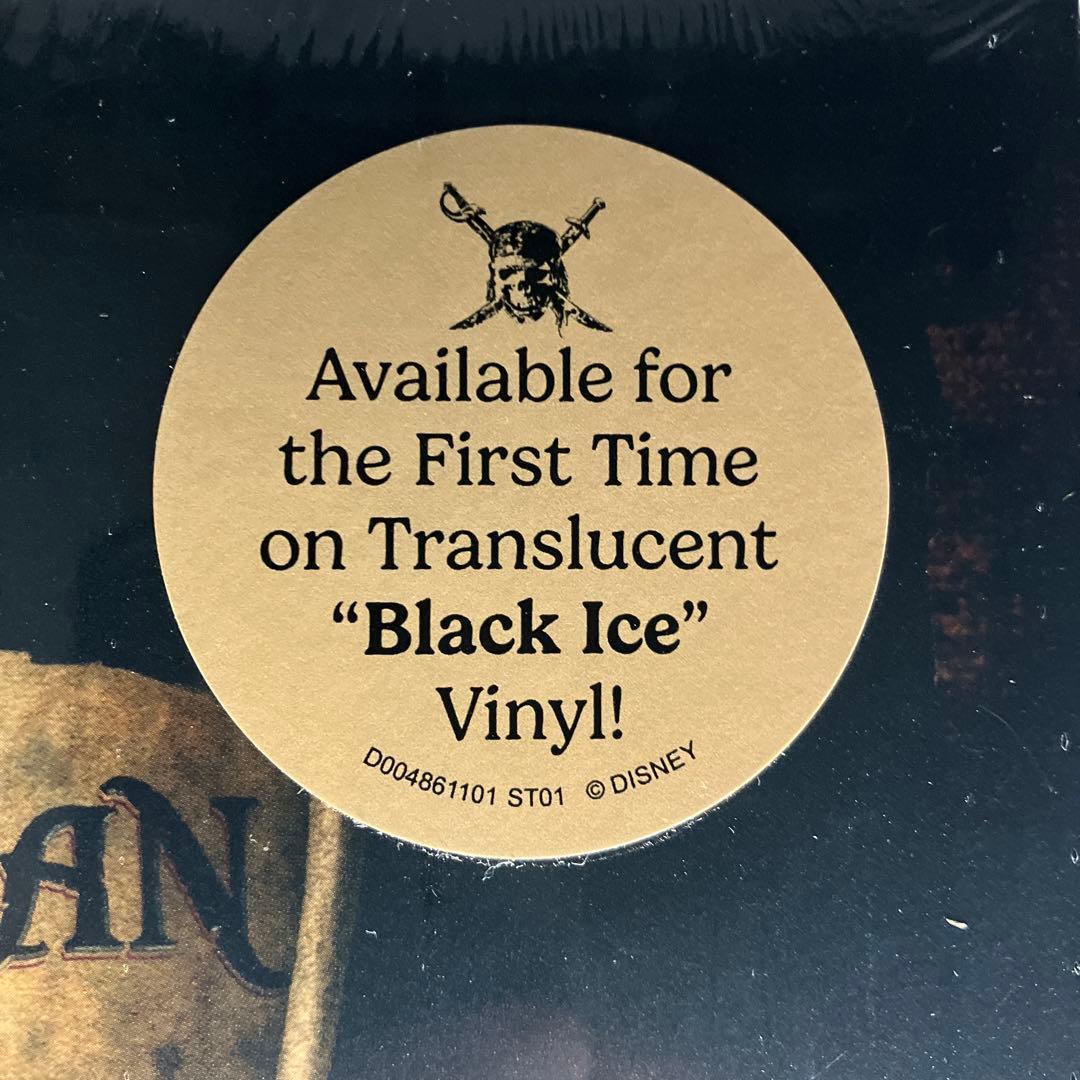 Available for
the First Time
on Translucent
“Black Ice”
Vinyl!
D004861101 ST01 © DISNEY
AN